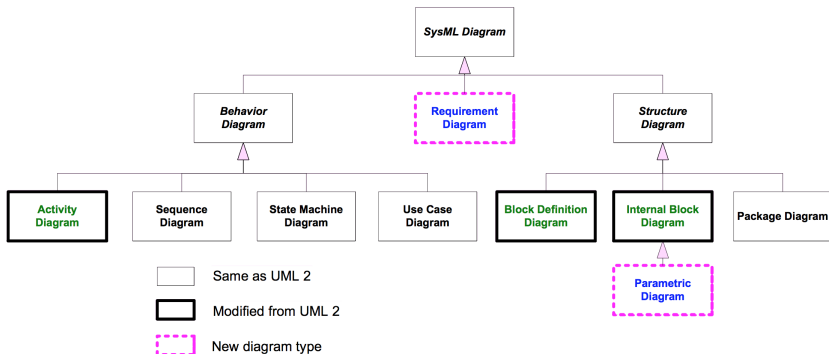 SysML Diagram
Behavior
Diagram
Requirement
Diagram
Structure
Diagram
Activity
Diagram
Sequence
Diagram
State Machine
Diagram
Use Case
Diagram
Block Definition
Diagram
Internal Block
Diagram
Package Diagram
Parametric
Diagram
Same as UML 2
Modified from UML 2
New diagram type